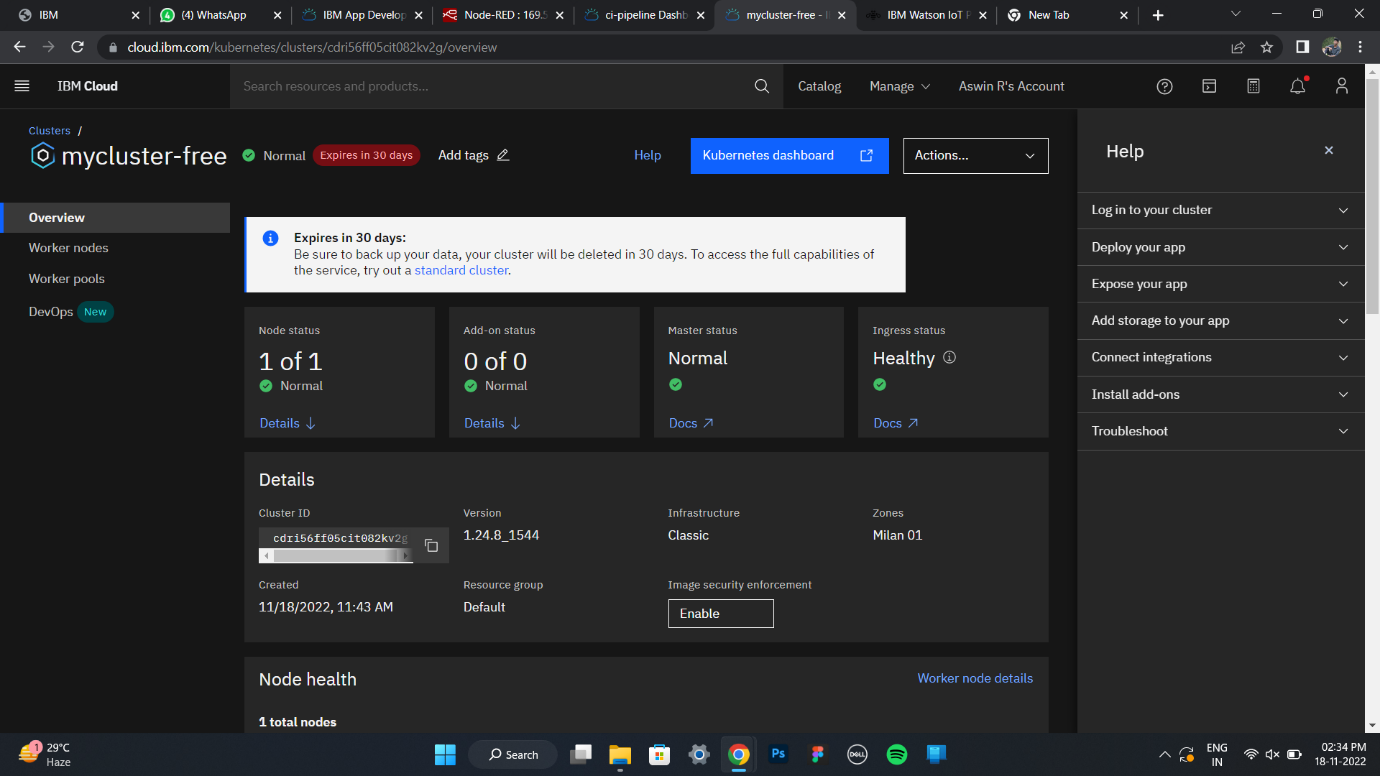 IBM
(4) WhatsApp
IBM App Develop
Node-RED : 169.5
ci-pipeline Dashb
mycluster-free - I
IBM Watson IoT P
New Tab
cloud.ibm.com/kubernetes/clusters/cdri56ff05cit082kv2g/overview
IBM Cloud
Search resources and products...
Catalog
Manage
Aswin R's Account
Clusters /
mycluster-free
Normal
Expires in 30 days
Add tags
Help
Kubernetes dashboard
Actions...
Overview
Worker nodes
Worker pools
DevOps New
Expires in 30 days:
Be sure to back up your data, your cluster will be deleted in 30 days. To access the full capabilities of
the service, try out a standard cluster.
Node status
1 of 1
Normal
Details
Add-on status
0 of 0
Normal
Details
Master status
Normal
Docs
Ingress status
Healthy
Docs
Details
Cluster ID
cdri56ff05cit082kv2g
Version
1.24.8_1544
Infrastructure
Classic
Zones
Milan 01
Created
11/18/2022, 11:43 AM
Resource group
Default
Image security enforcement
Enable
Node health
Worker node details
1 total nodes
Help
Log in to your cluster
Deploy your app
Expose your app
Add storage to your app
Connect integrations
Install add-ons
Troubleshoot
1
29°C
Haze
Search
Ps
DELL
ENG
IN
02:34 PM
18-11-2022